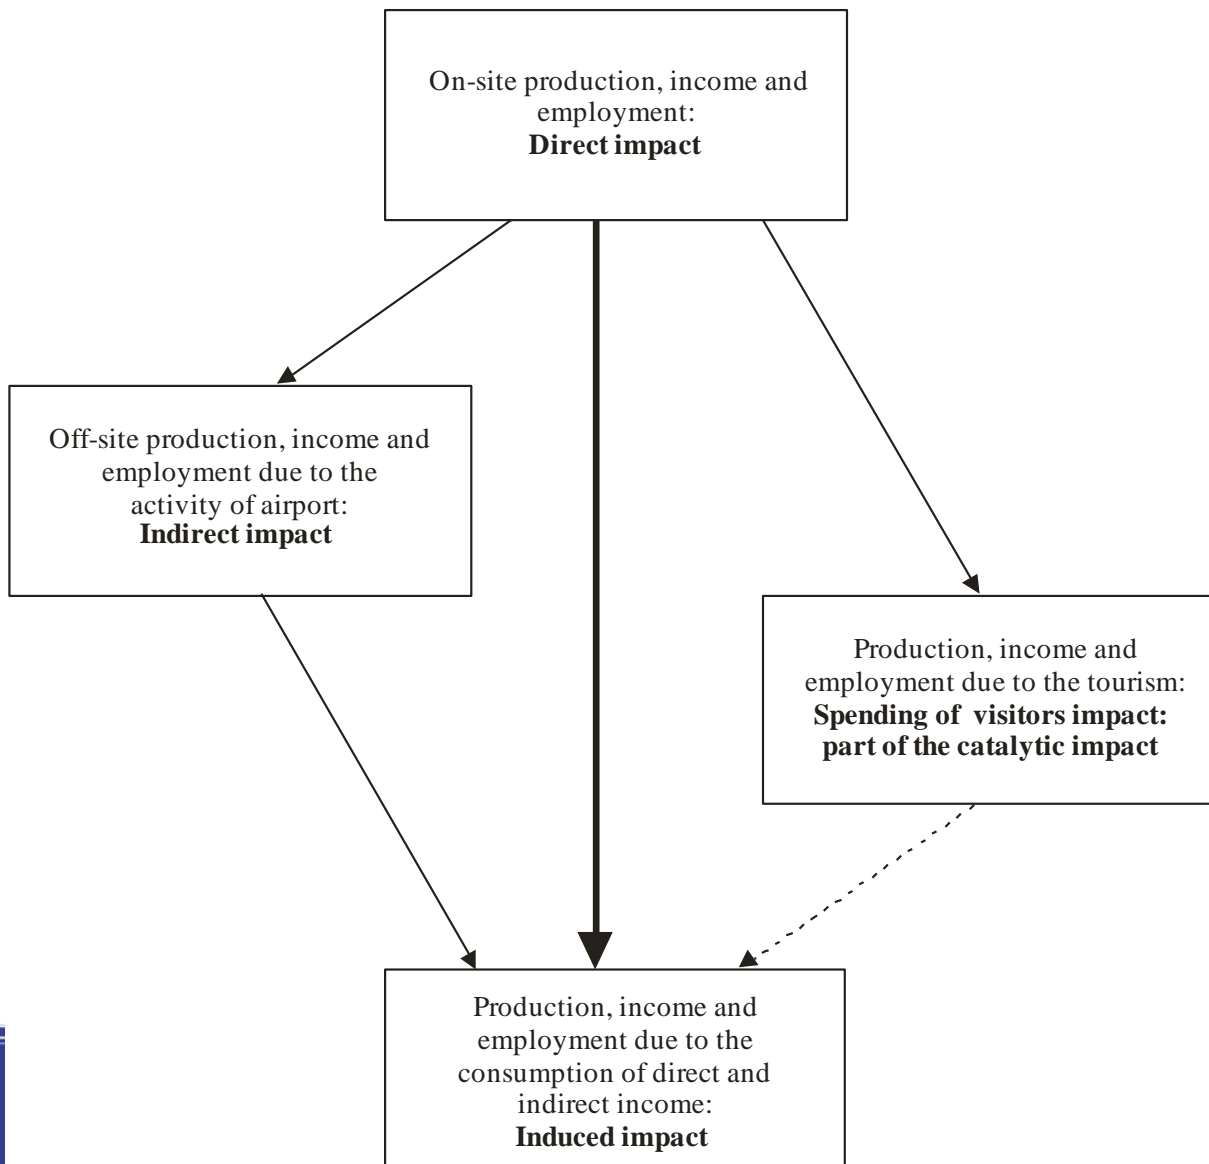 On-site production, income and
employment:
Direct impact
Off-site production, income and
employment due to the
activity of airport:
Indirect impact
Production, income and
employment due to the tourism:
Spending of  visitors impact:
part of the catalytic impact
Production, income and
employment due to the
consumption of direct and
indirect income:
Induced impact